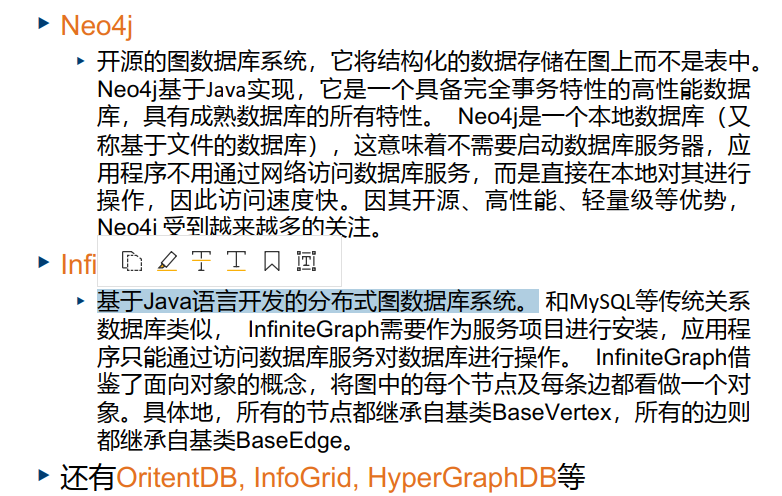 Neo4j
开源的图数据库系统，它将结构化的数据存储在图上而不是表中。
Neo4j基于Java实现，它是一个具备完全事务特性的高性能数据
库，具有成熟数据库的所有特性。 Neo4j是一个本地数据库（又
称基于文件的数据库），这意味着不需要启动数据库服务器，应
用程序不用通过网络访问数据库服务，而是直接在本地对其进行
操作，因此访问速度快。因其开源、高性能、轻量级等优势，
Neo4j 受到越来越多的关注。
Infi
基于Java语言开发的分布式图数据库系统。 和MySQL等传统关系
数据库类似， InfiniteGraph需要作为服务项目进行安装，应用程
序只能通过访问数据库服务对数据库进行操作。 InfiniteGraph借
鉴了面向对象的概念，将图中的每个节点及每条边都看做一个对
象。具体地，所有的节点都继承自基类BaseVertex，所有的边则
都继承自基类BaseEdge。
还有OritentDB, InfoGrid, HyperGraphDB等